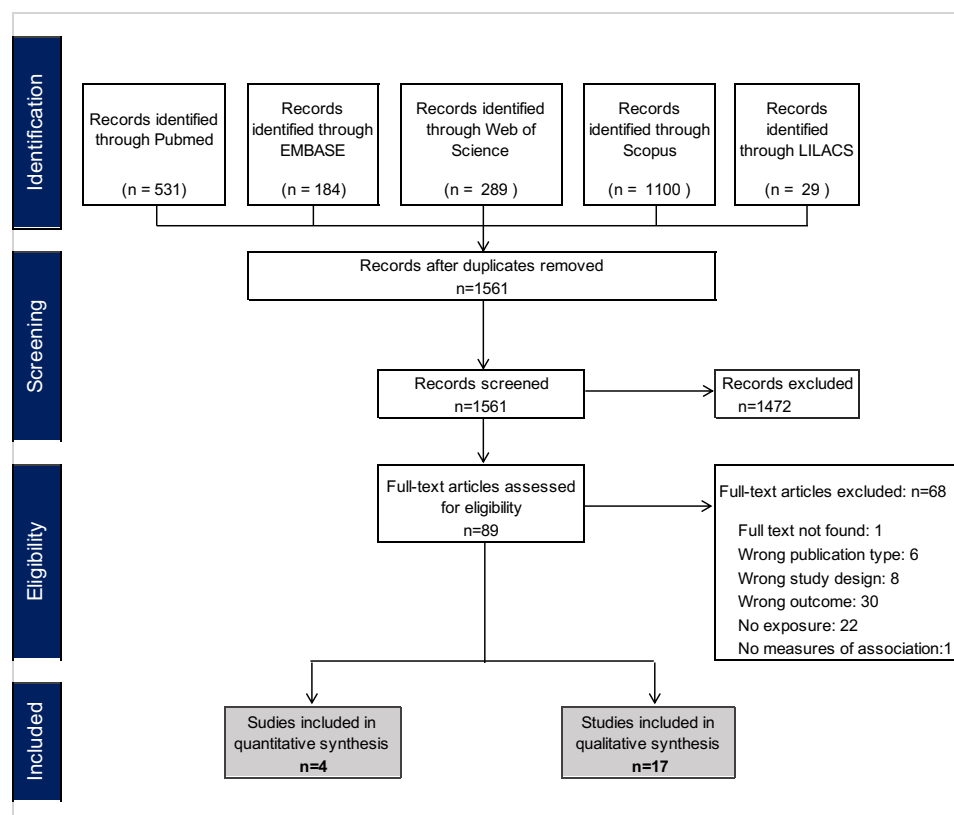 Identification
Records identified
through Pubmed
(n = 531)
Records
identified through
EMBASE
(n = 184)
Records identified
through Web of
Science
(n = 289 )
Records
identified through
Scopus
(n = 1100 )
Records
identified
through LILACS
(n = 29 )
Screening
Records after duplicates removed
n=1561
Records screened
n=1561
Records excluded
n=1472
Eligibility
Full-text articles assessed
for eligibility
n=89
Full-text articles excluded: n=68
Full text not found: 1
Wrong publication type: 6
Wrong study design: 8
Wrong outcome: 30
No exposure: 22
No measures of association:1
Included
Sudies included in
quantitative synthesis
n=4
Studies included in
qualitative synthesis
n=17